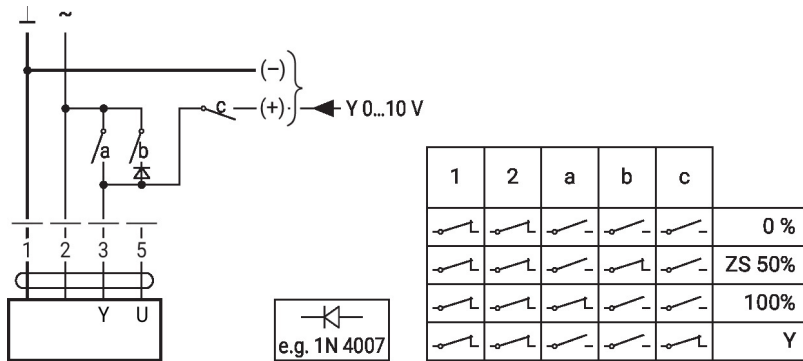 ⊥ ~
(−)
c (+) Y 0...10 V
a b
1 2 3 5
Y U
e.g. 1N 4007
1 2 a b c
0 %
ZS 50%
100%
Y